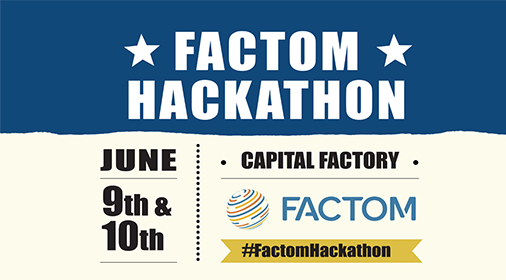 FACTOM
HACKATHON
JUNE
9th &
10th
• CAPITAL FACTORY •
FACTOM
#FactomHackathon